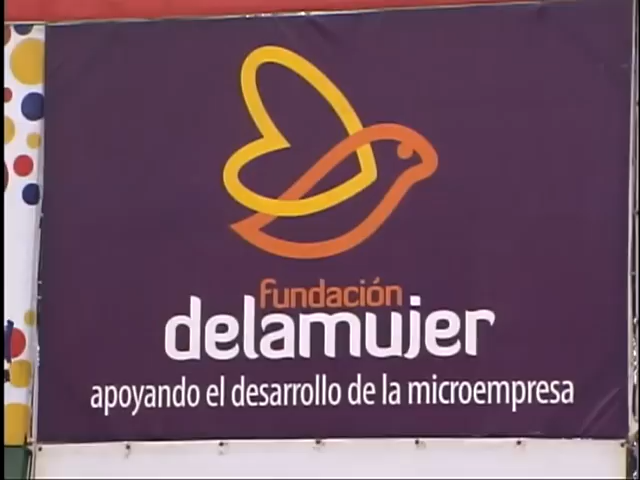 fundación
delamujer
apoyando el desarrollo de la microempresa